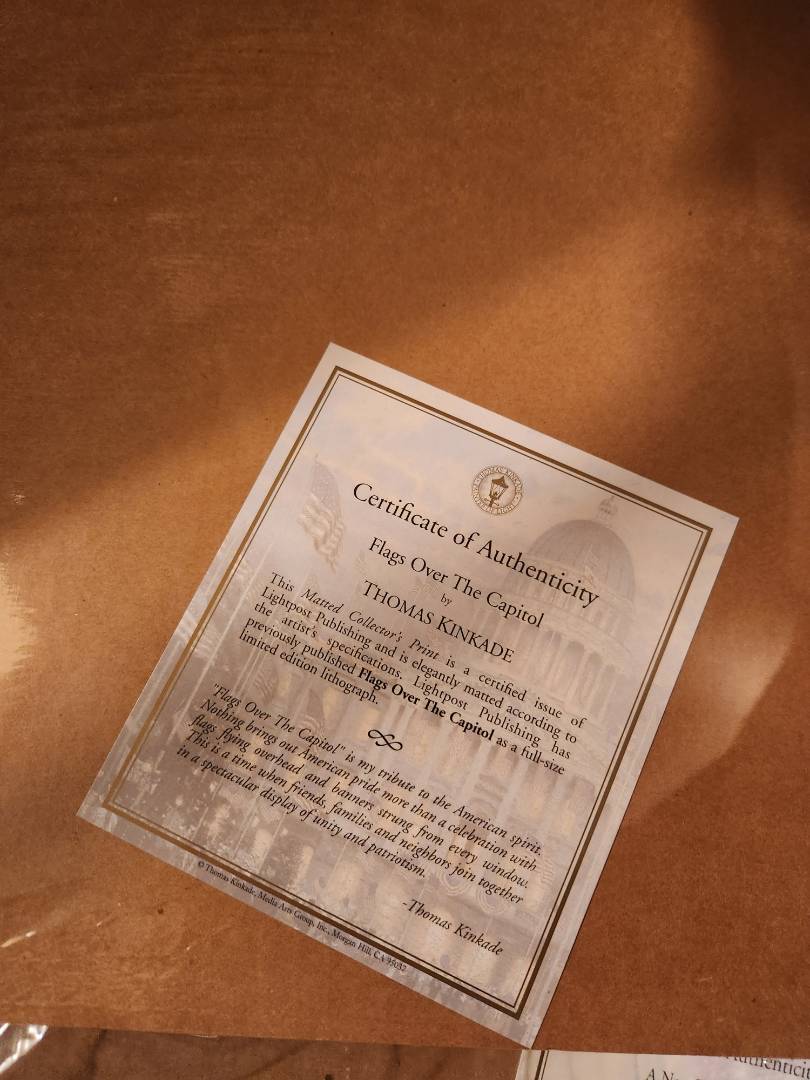 Certificate of Authenticity
Flags Over The Capitol
by
THOMAS KINKADE
This Matted Collector's Print is a certified issue of
Lightpost Publishing and is elegantly matted according to
the artist's specifications. Lightpost Publishing has
previously published Flags Over The Capitol as a full-size
limited edition lithograph.
"Flags Over The Capitol" is my tribute to the American spirit.
Nothing brings out American pride more than a celebration with
flags flying overhead and banners strung from every window.
This is a time when friends, families and neighbors join together
in a spectacular display of unity and patriotism.
-Thomas Kinkade
© Thomas Kinkade, Media Arts Group, Inc., Morgan Hill, CA 95037